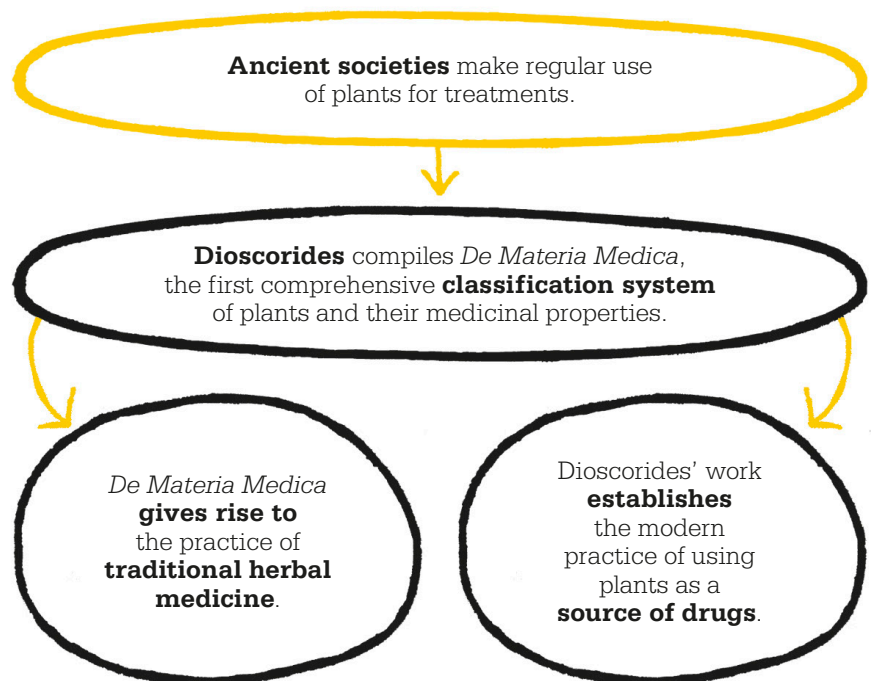 Ancient societies make regular use
of plants for treatments.
Dioscorides compiles De Materia Medica,
the first comprehensive classification system
of plants and their medicinal properties.
De Materia Medica
gives rise to
the practice of
traditional herbal
medicine.
Dioscorides’ work
establishes
the modern
practice of using
plants as a
source of drugs.